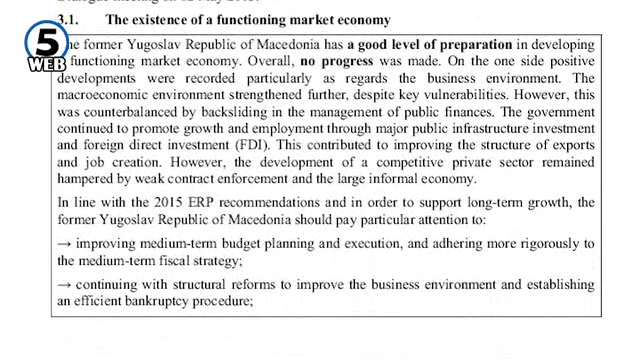 3.1. The existence of a functioning market economy
5
WEB
he former Yugoslav Republic of Macedonia has a good level of preparation in developing
functioning market economy. Overall, no progress was made. On the one side positive
developments were recorded particularly as regards the business environment. The
macroeconomic environment strengthened further, despite key vulnerabilities. However, this
was counterbalanced by backsliding in the management of public finances. The government
continued to promote growth and employment through major public infrastructure investment
and foreign direct investment (FDI). This contributed to improving the structure of exports
and job creation. However, the development of a competitive private sector remained
hampered by weak contract enforcement and the large informal economy.
In line with the 2015 ERP recommendations and in order to support long-term growth, the
former Yugoslav Republic of Macedonia should pay particular attention to:
→ improving medium-term budget planning and execution, and adhering more rigorously to
the medium-term fiscal strategy;
→ continuing with structural reforms to improve the business environment and establishing
an efficient bankruptcy procedure;